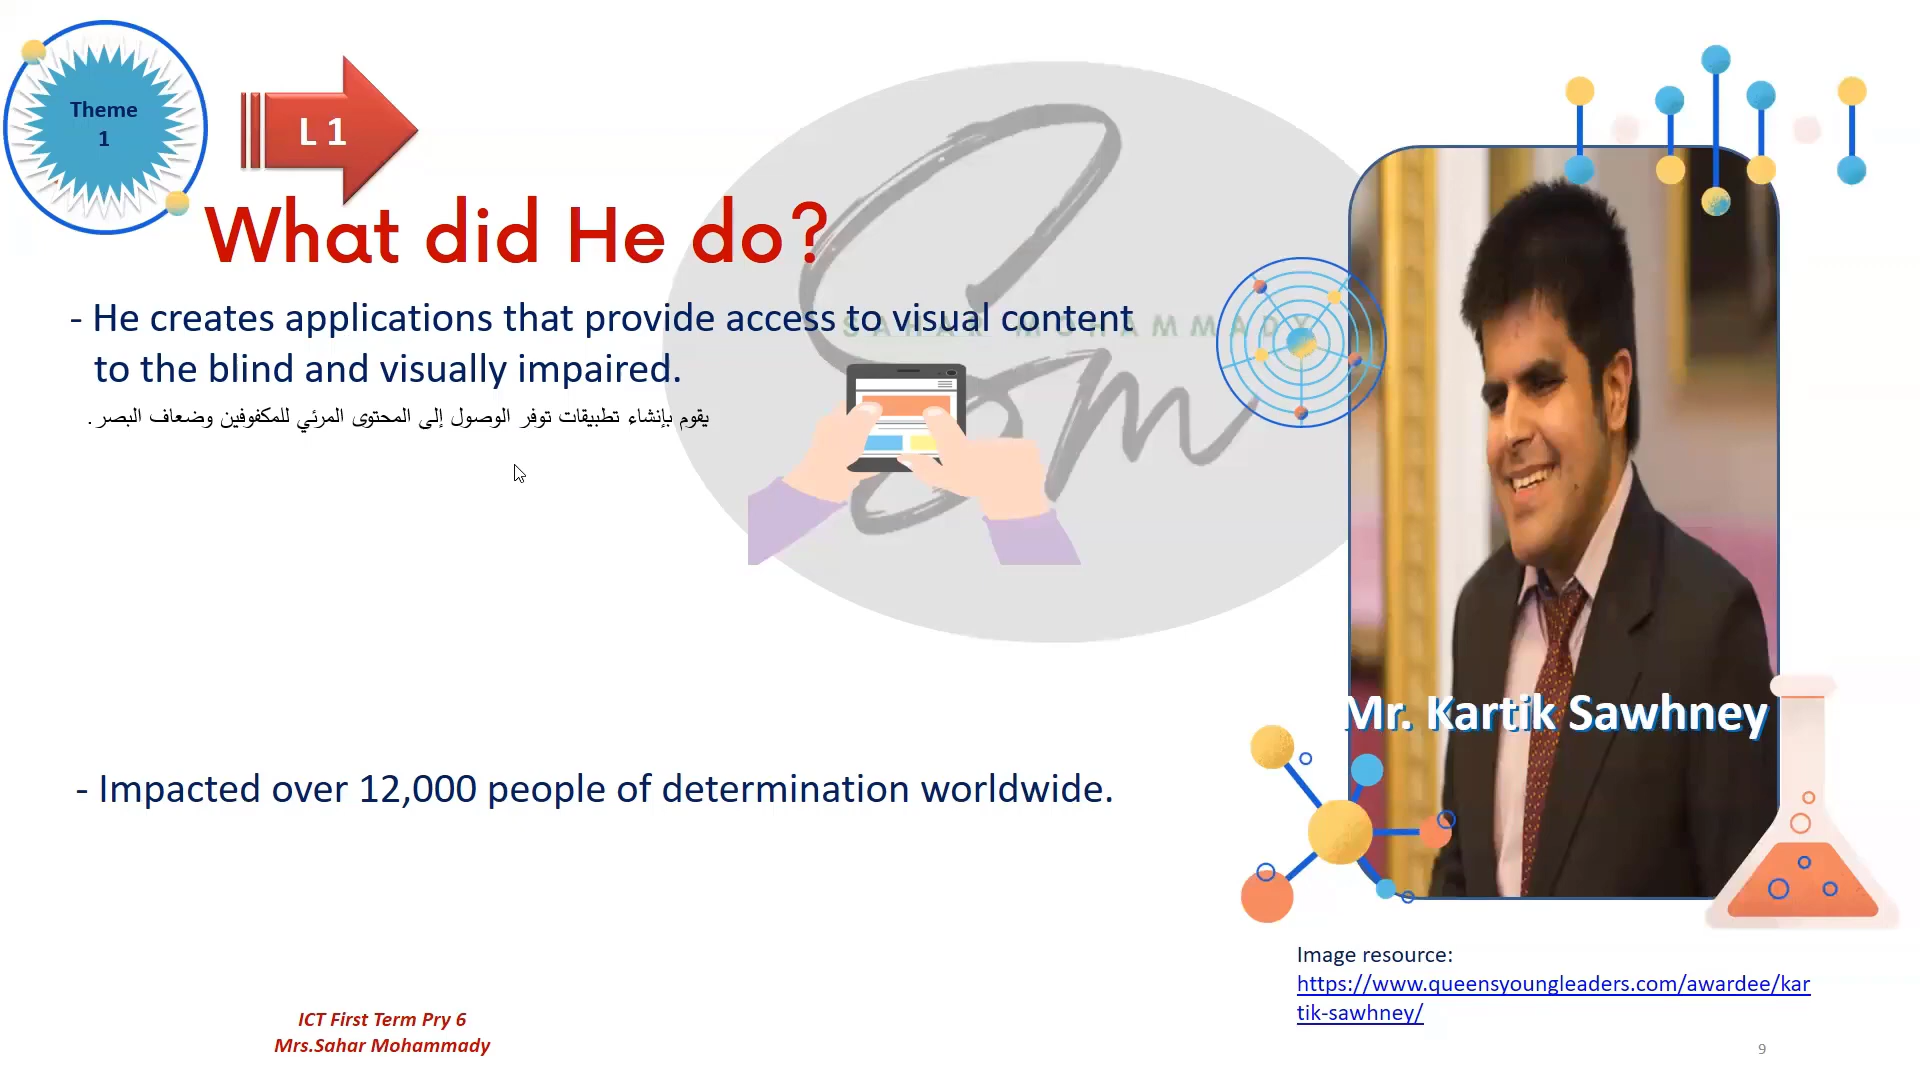 Theme
1
L 1
What did He do?
- He creates applications that provide access to visual content
to the blind and visually impaired.
يقوم بإنشاء تطبيقات توفر الوصول إلى المحتوى المرئي للمكفوفين وضعاف البصر .
SAHAR MOHAMMADY
Som
- Impacted over 12,000 people of determination worldwide.
Mr. Kartik Sawhney
Image resource:
https://www.queensyoungleaders.com/awardee/kar
tik-sawhney/
ICT First Term Pry 6
Mrs.Sahar Mohammady
9